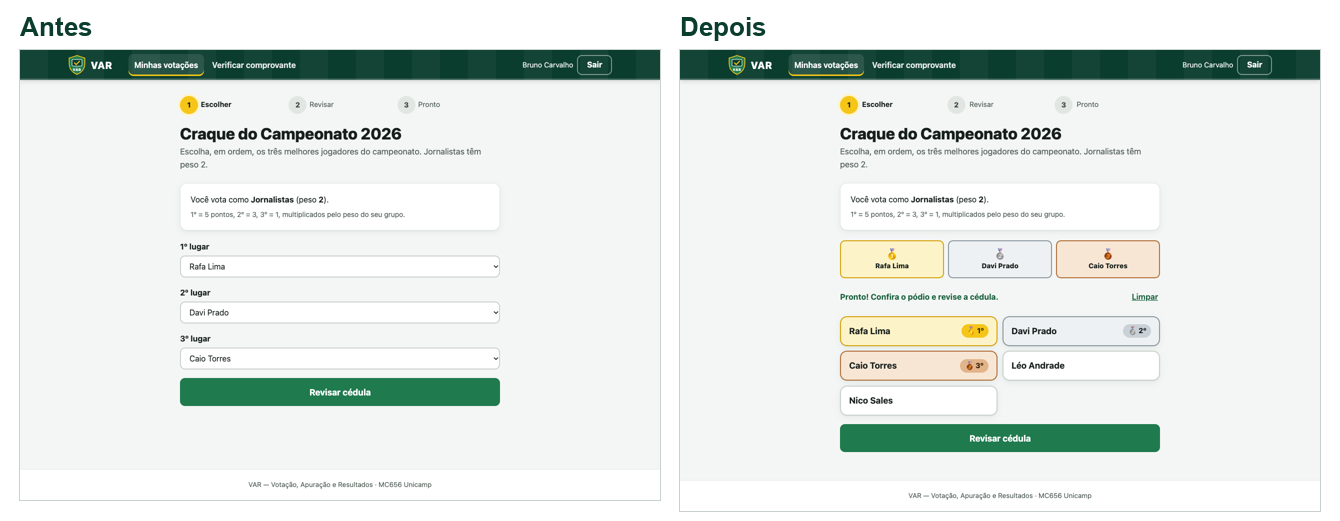 Antes
VAR
Minhas votações
Verificar comprovante
Bruno Carvalho
Sair
1 Escolher
2 Revisar
3 Pronto
Craque do Campeonato 2026
Escolha, em ordem, os três melhores jogadores do campeonato. Jornalistas têm
peso 2.
Você vota como Jornalistas (peso 2).
1º = 5 pontos, 2º = 3, 3º = 1, multiplicados pelo peso do seu grupo.
1º lugar
Rafa Lima
2º lugar
Davi Prado
3º lugar
Caio Torres
Revisar cédula
VAR — Votação, Apuração e Resultados · MC656 Unicamp
Depois
VAR
Minhas votações
Verificar comprovante
Bruno Carvalho
Sair
1 Escolher
2 Revisar
3 Pronto
Craque do Campeonato 2026
Escolha, em ordem, os três melhores jogadores do campeonato. Jornalistas têm
peso 2.
Você vota como Jornalistas (peso 2).
1º = 5 pontos, 2º = 3, 3º = 1, multiplicados pelo peso do seu grupo.
Rafa Lima
Davi Prado
Caio Torres
Pronto! Confira o pódio e revise a cédula.
Limpar
Rafa Lima 1º
Davi Prado 2º
Caio Torres 3º
Léo Andrade
Nico Sales
Revisar cédula
VAR — Votação, Apuração e Resultados · MC656 Unicamp